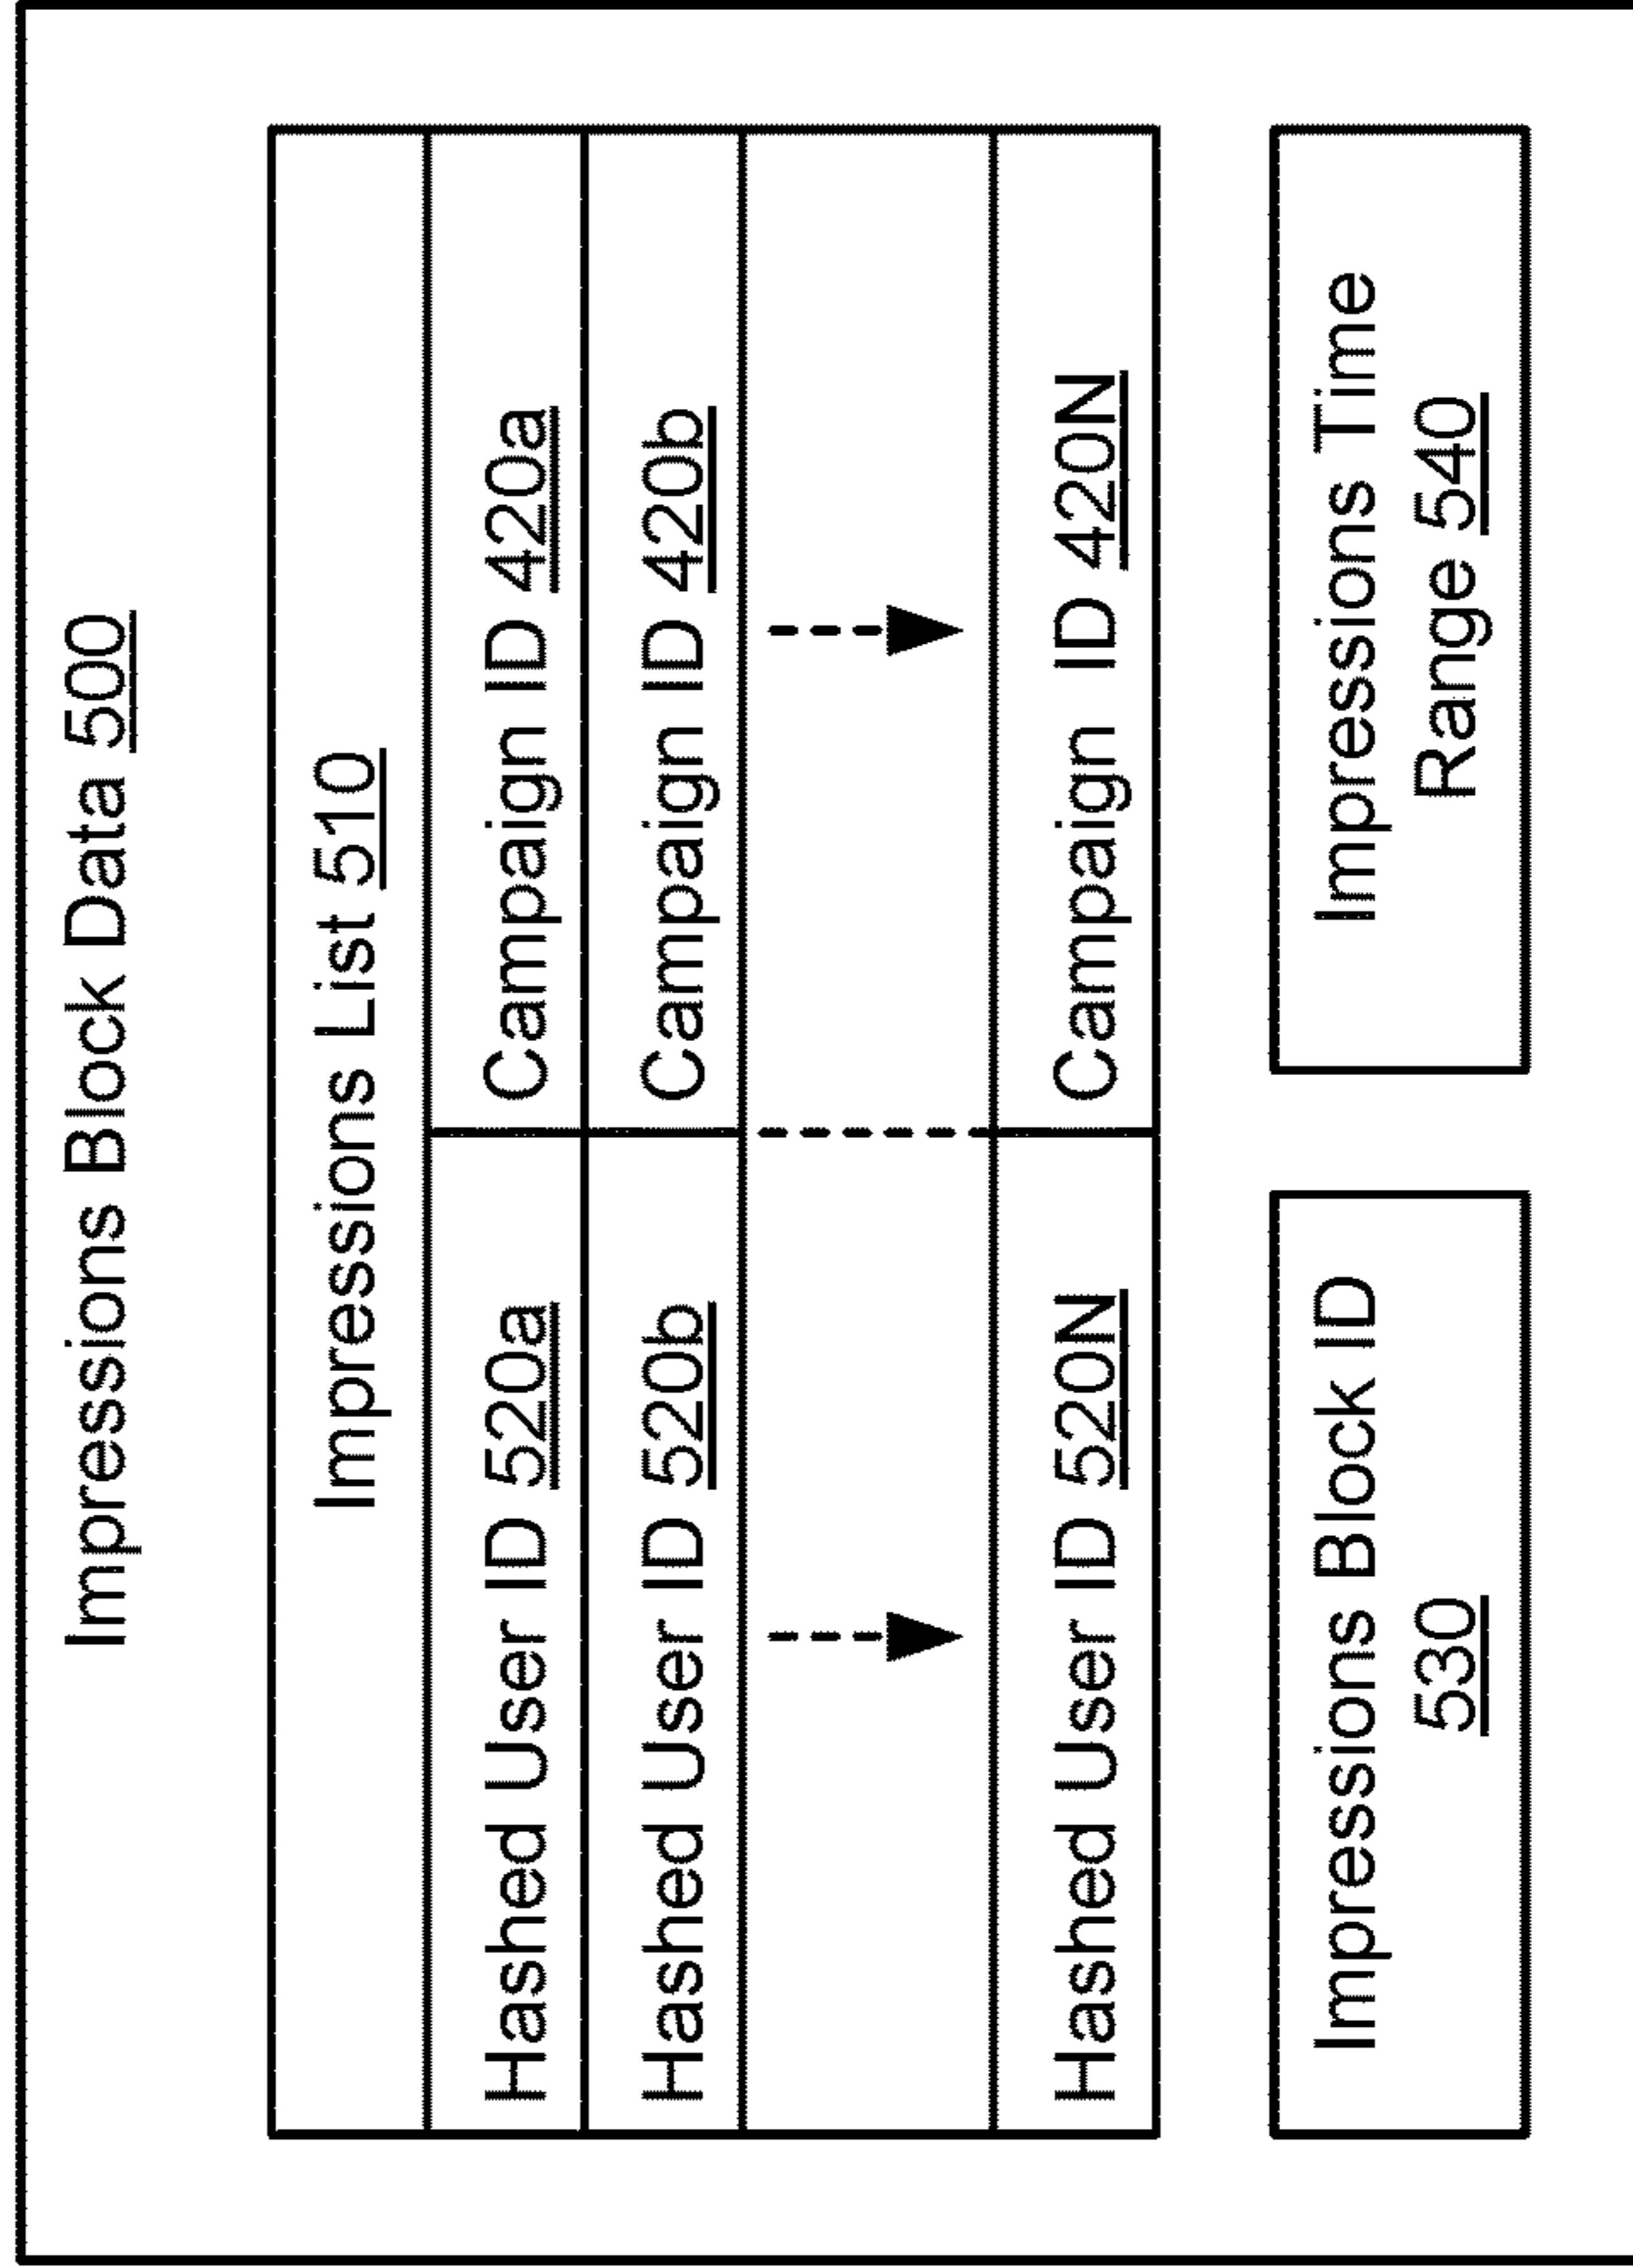 Impressions Block Data 500
Impressions List 510
Hashed User ID 520a
Campaign ID 420a
Hashed User ID 520b
Campaign ID 420b
Hashed User ID 520N
Campaign ID 420N
Impressions Block ID
530
Impressions Time
Range 540